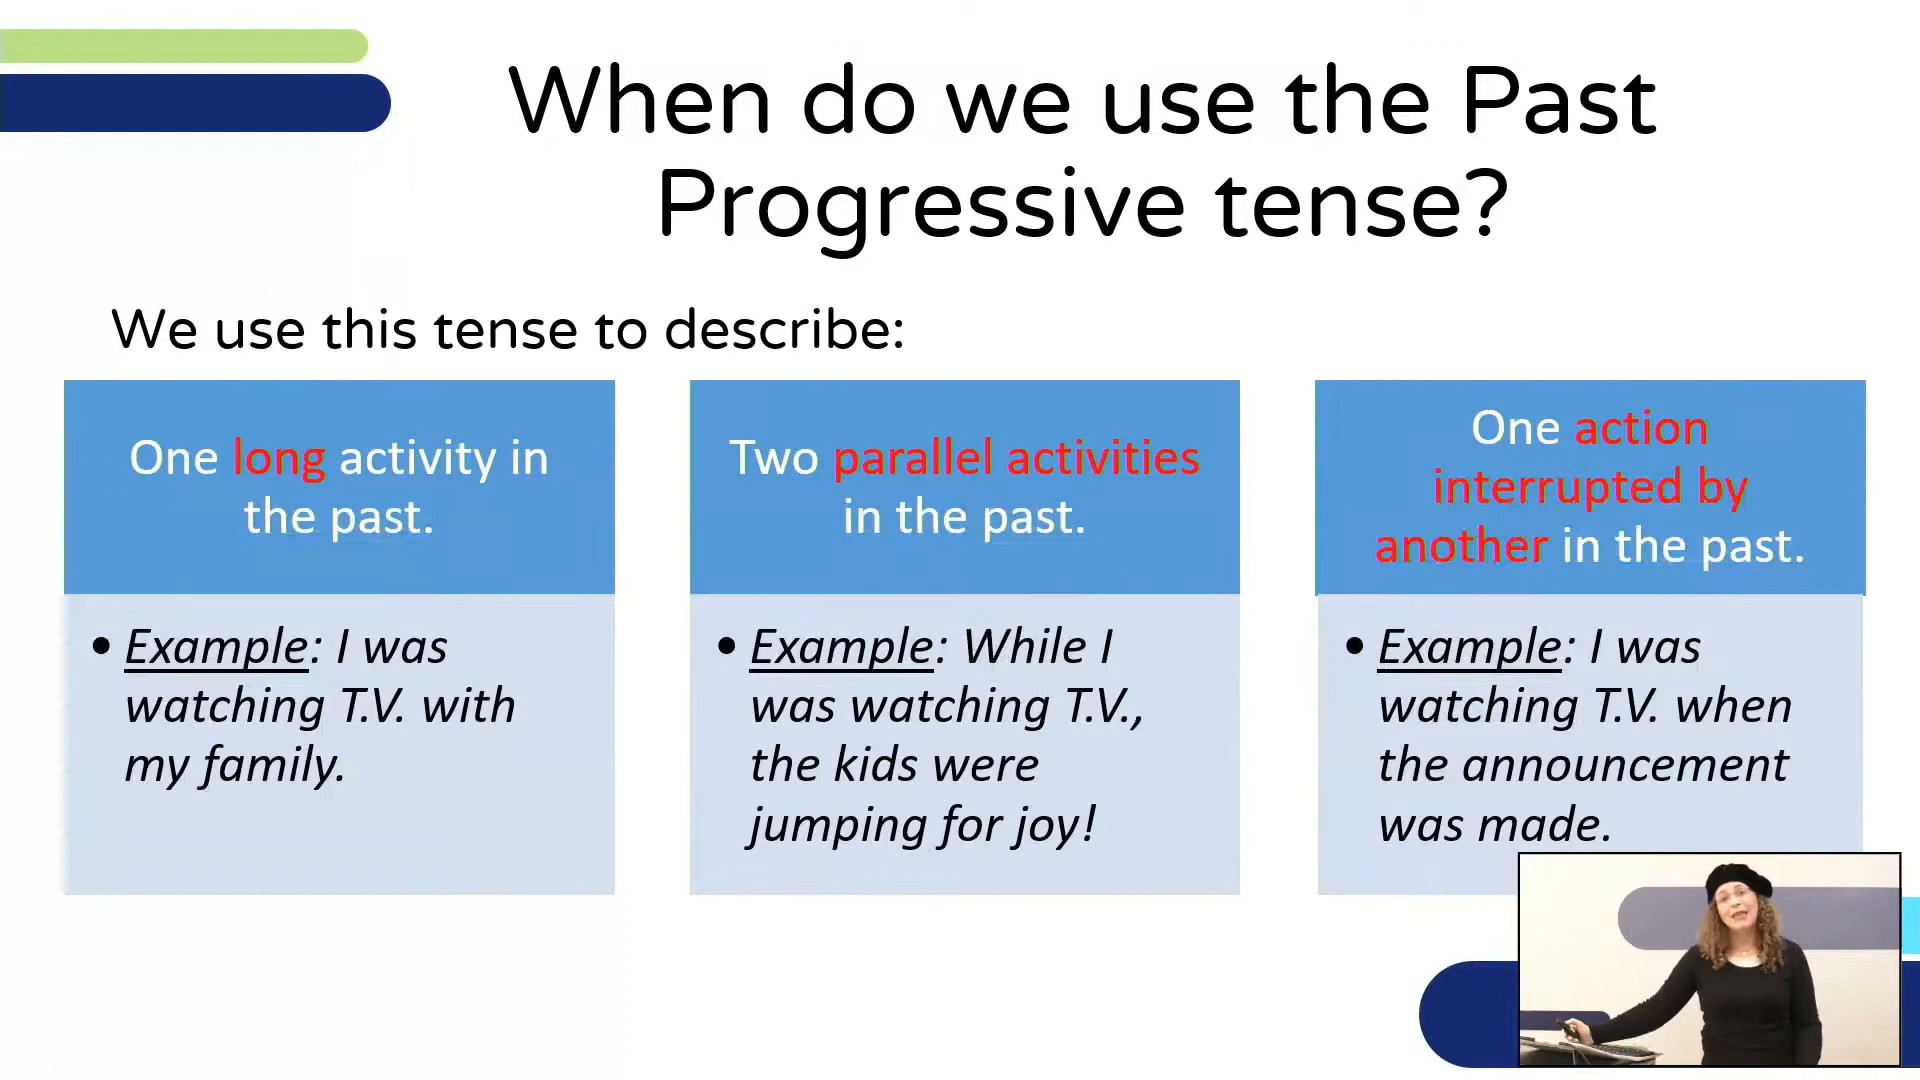 When do we use the Past
Progressive tense?
We use this tense to describe:
One long activity in
the past.
• Example: I was
watching T.V. with
my family.
Two parallel activities
in the past.
• Example: While I
was watching T.V.,
the kids were
jumping for joy!
One action
interrupted by
another in the past.
• Example: I was
watching T.V. when
the announcement
was made.